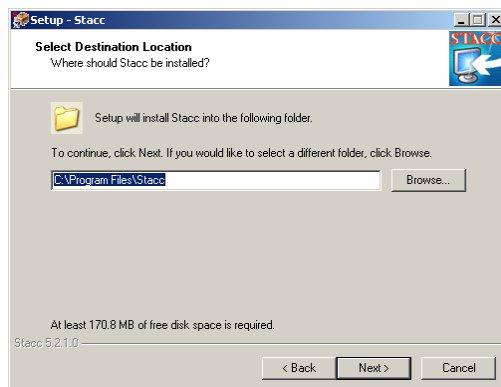 Setup - Stacc
Select Destination Location
Where should Stacc be installed?
STACC
Setup will install Stacc into the following folder.
To continue, click Next. If you would like to select a different folder, click Browse.
C:\Program Files\Stacc
Browse...
At least 170.8 MB of free disk space is required.
Stacc 5.2.1.0
< Back
Next >
Cancel